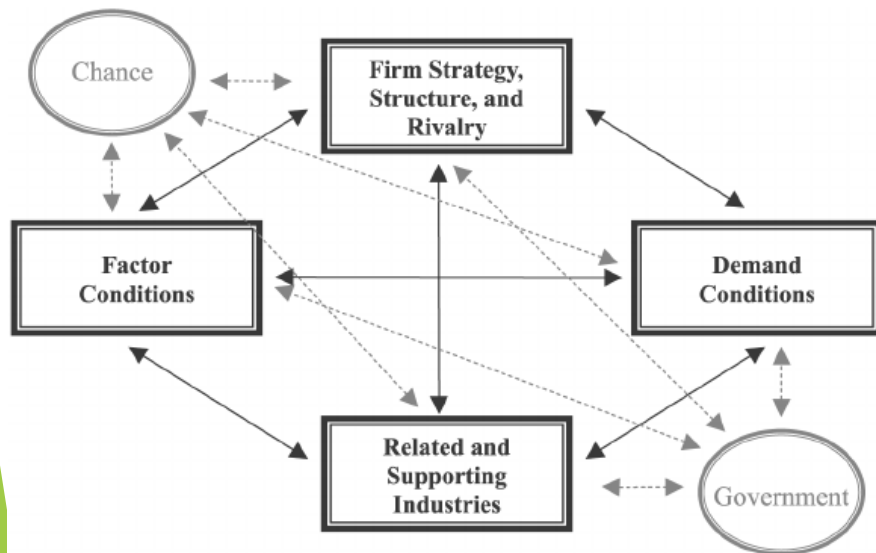 Chance
Firm Strategy,
Structure, and
Rivalry
Factor
Conditions
Demand
Conditions
Related and
Supporting
Industries
Government